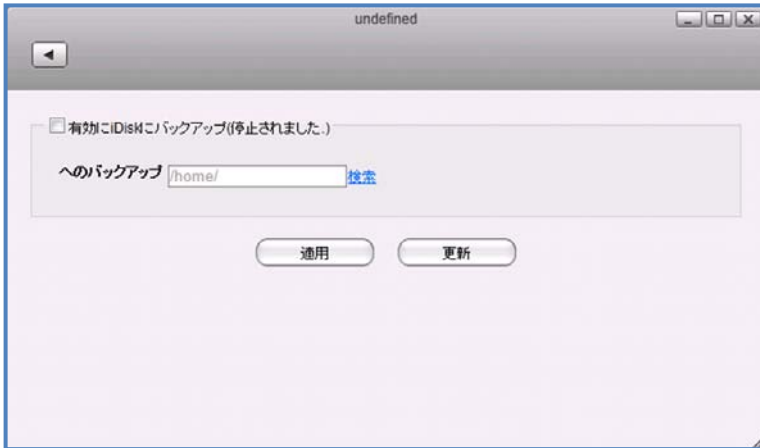 undefined
有効にiDiskにバックアップ(停止されました.)
へのバックアップ /home/ 検索
適用 更新